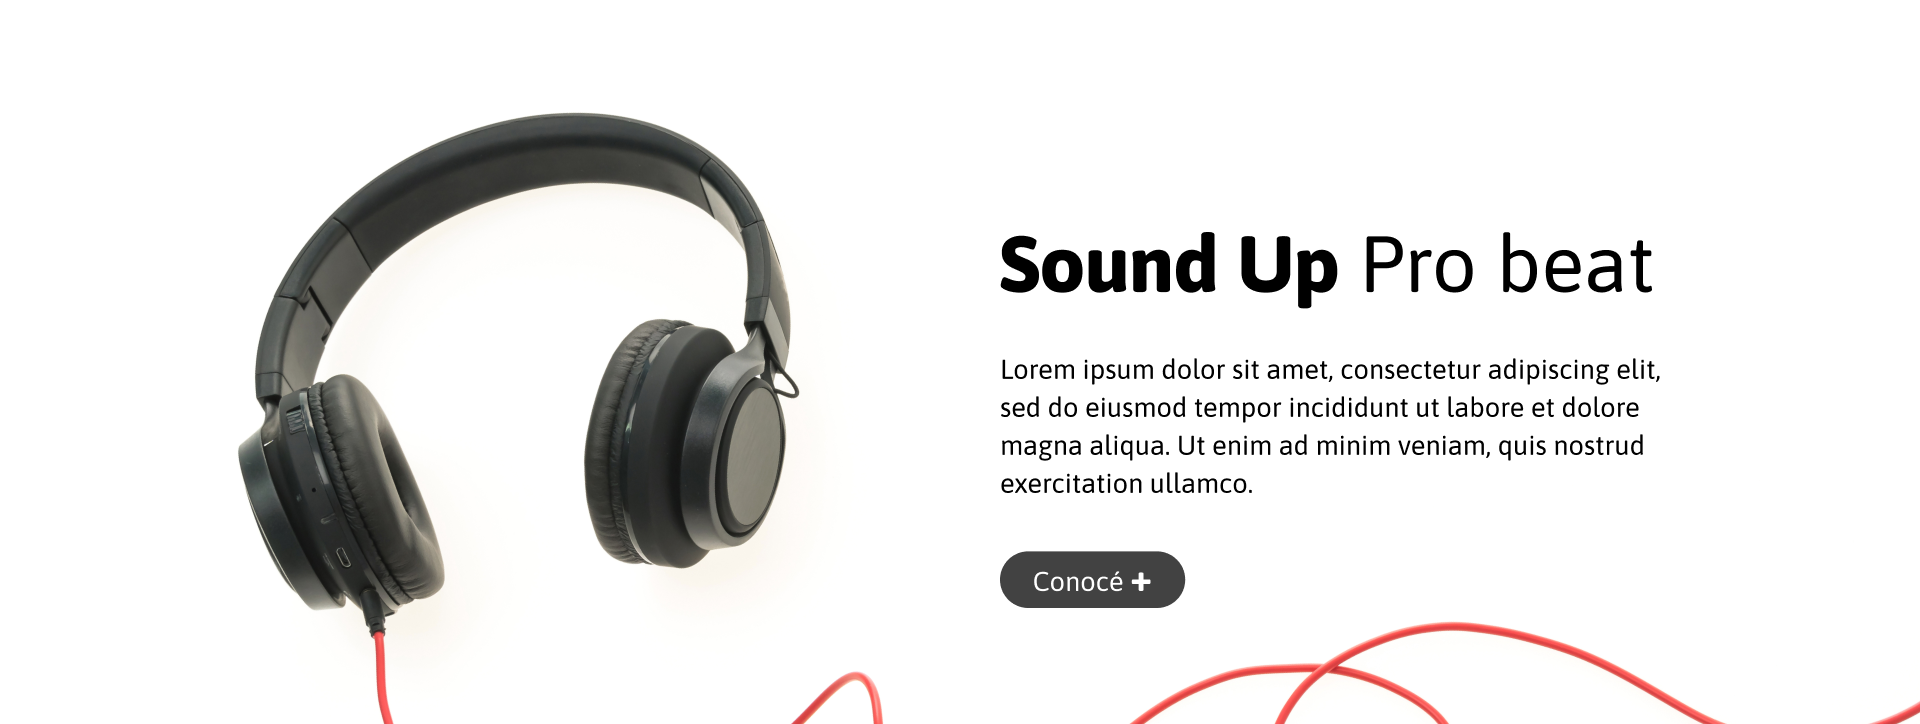 Sound Up Pro beat
Lorem ipsum dolor sit amet, consectetur adipiscing elit,
sed do eiusmod tempor incididunt ut labore et dolore
magna aliqua. Ut enim ad minim veniam, quis nostrud
exercitation ullamco.
Conocé +